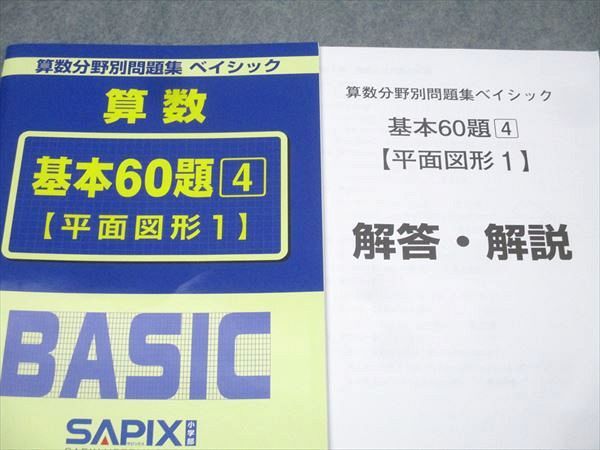 算数分野別問題集 ベイシック
算数
基本60題 4
【平面図形1】
BASIC
SAPIX 小学部
算数分野別問題集ベイシック
基本60題 4
【平面図形1】
解答・解説